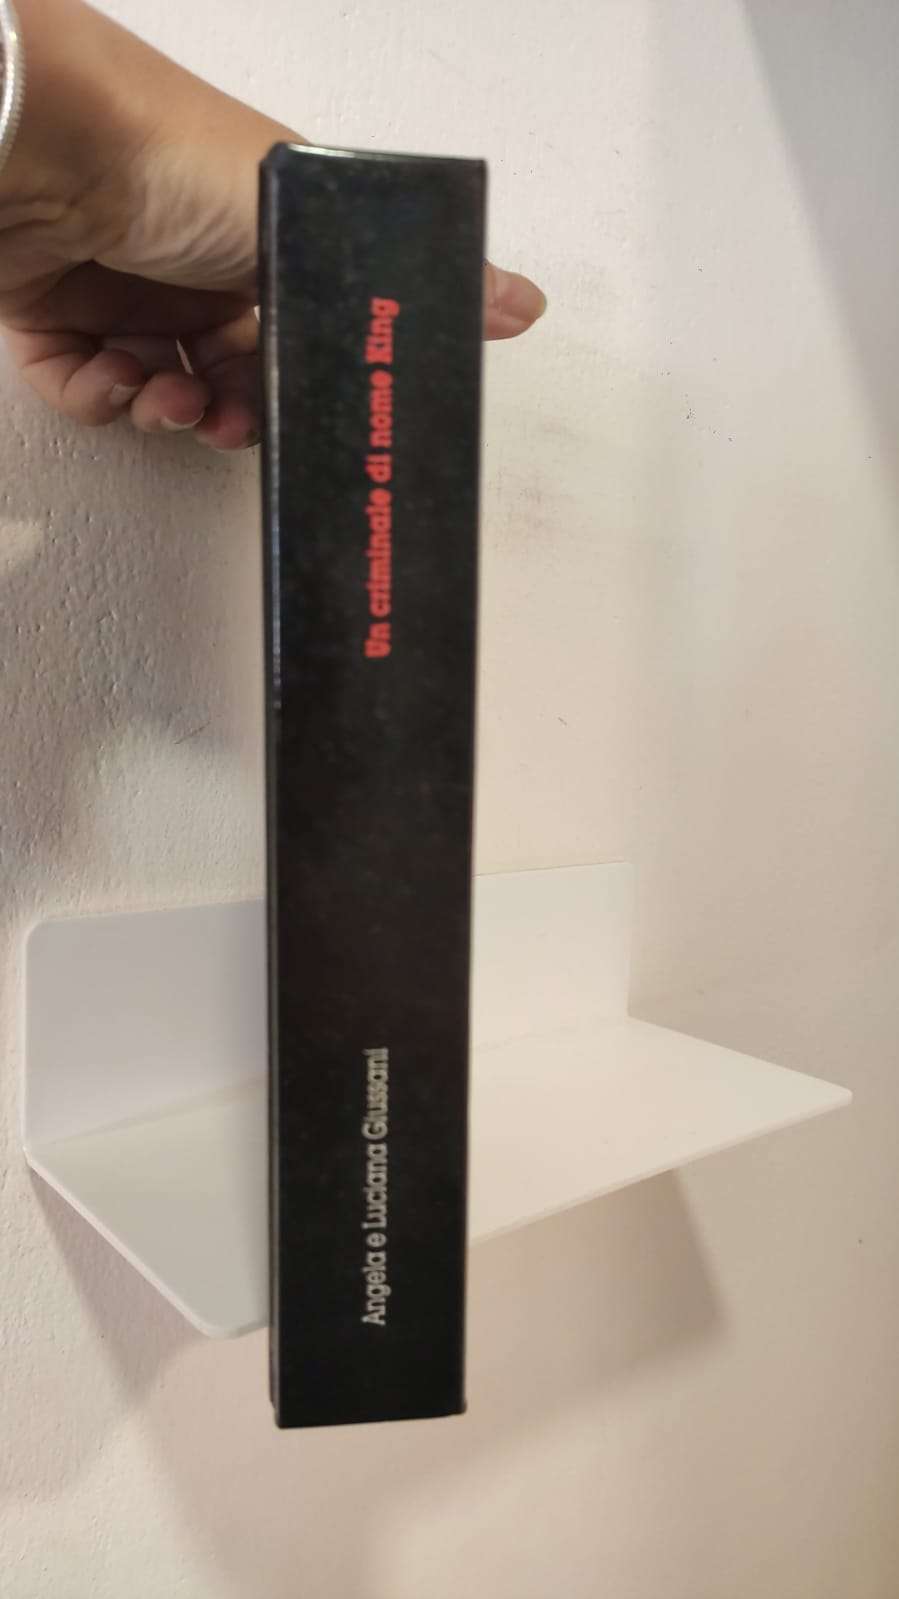 Un criminale di nome King
Angela e Luciana Giussani